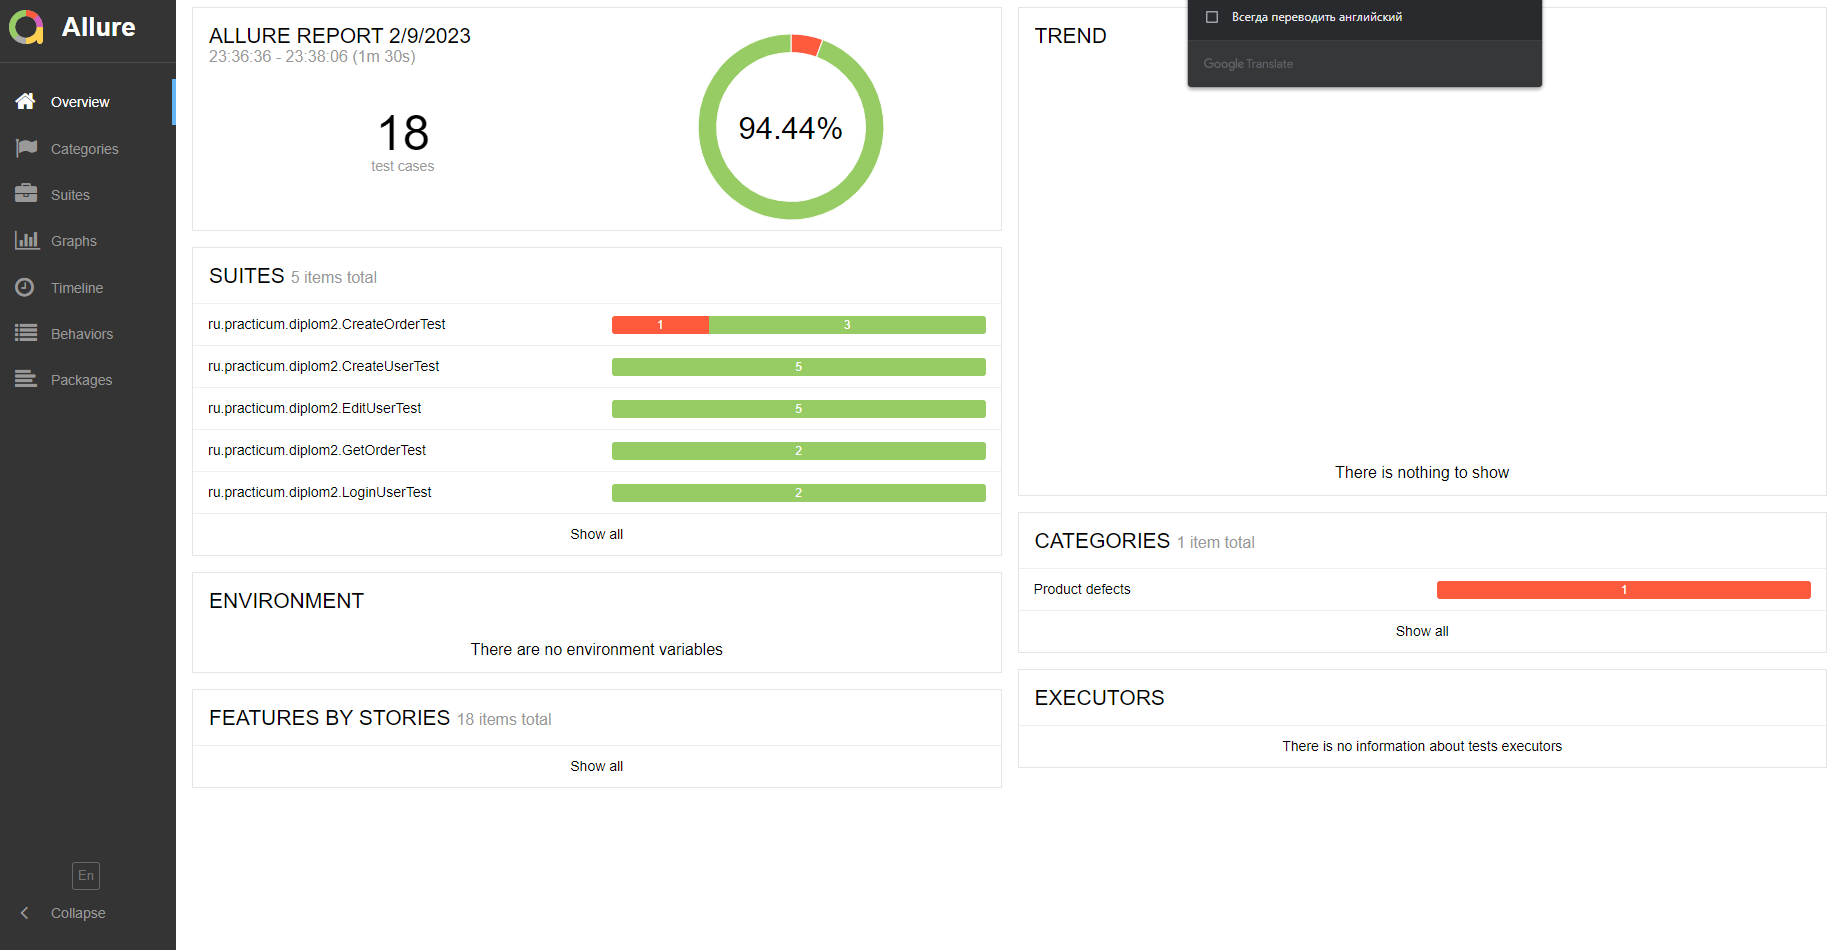 Allure
Overview
Categories
Suites
Graphs
Timeline
Behaviors
Packages
En
Collapse
ALLURE REPORT 2/9/2023
23:36:36 - 23:38:06 (1m 30s)
18
test cases
94.44%
SUITES 5 items total
ru.practicum.diplom2.CreateOrderTest 1 3
ru.practicum.diplom2.CreateUserTest 5
ru.practicum.diplom2.EditUserTest 5
ru.practicum.diplom2.GetOrderTest 2
ru.practicum.diplom2.LoginUserTest 2
Show all
ENVIRONMENT
There are no environment variables
FEATURES BY STORIES 18 items total
Show all
TREND
Всегда переводить английский
Google Translate
There is nothing to show
CATEGORIES 1 item total
Product defects 1
Show all
EXECUTORS
There is no information about tests executors